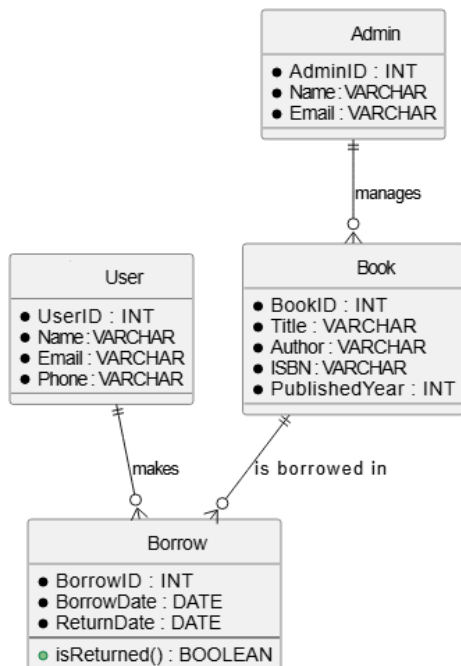 Admin
AdminID : INT
Name : VARCHAR
Email : VARCHAR
manages
Book
BookID : INT
Title : VARCHAR
Author : VARCHAR
ISBN : VARCHAR
PublishedYear : INT
User
UserID : INT
Name : VARCHAR
Email : VARCHAR
Phone : VARCHAR
makes
is borrowed in
Borrow
BorrowID : INT
BorrowDate : DATE
ReturnDate : DATE
isReturned() : BOOLEAN